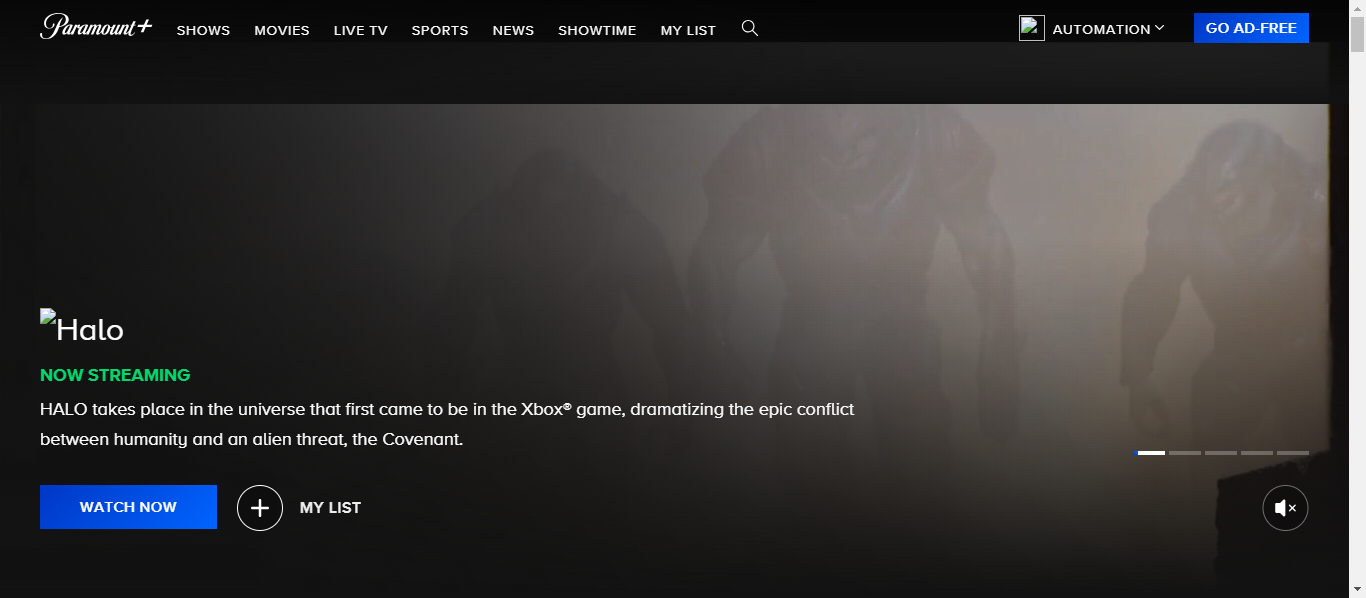 Paramount+ SHOWS MOVIES LIVE TV SPORTS NEWS SHOWTIME MY LIST AUTOMATION GO AD-FREE
Halo
NOW STREAMING
HALO takes place in the universe that first came to be in the Xbox® game, dramatizing the epic conflict
between humanity and an alien threat, the Covenant.
WATCH NOW MY LIST